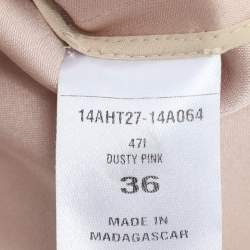 14AHT27-14A064
471
DUSTY PINK
36
MADE IN
MADAGASCAR